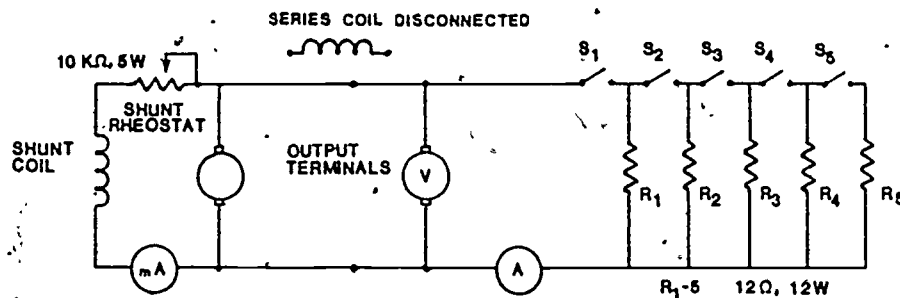 SERIES COIL DISCONNECTED
10 KΩ, 5W
S1 S2 S3 S4 S5
SHUNT
RHEOSTAT
SHUNT
COIL
OUTPUT
TERMINALS
V
R1 R2 R3 R4 R5
mA
A
R1-5 12Ω, 12W